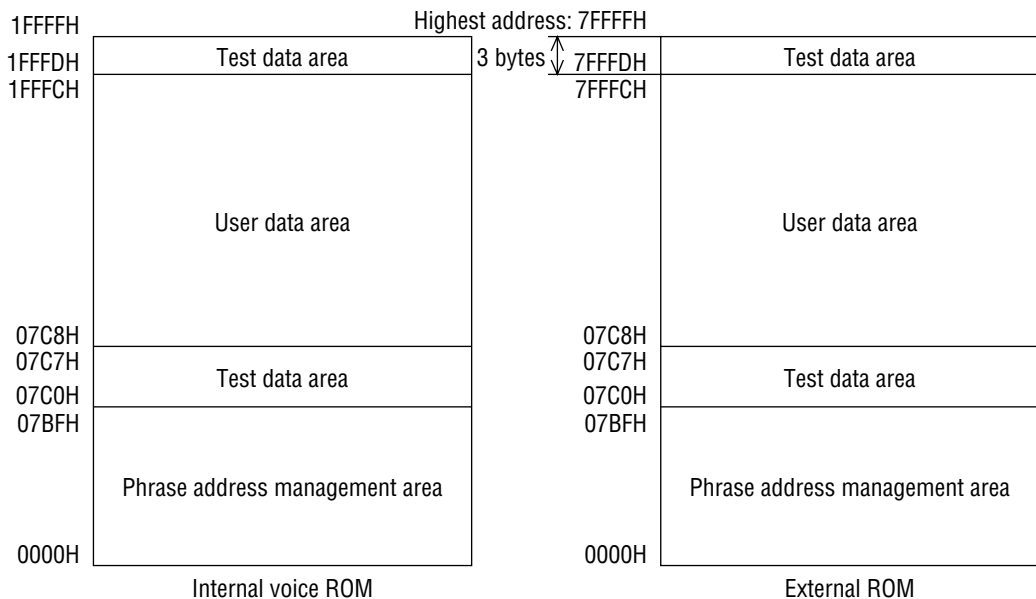 1FFFFH
Test data area
1FFFDH
1FFFCH
User data area
07C8H
07C7H
Test data area
07C0H
07BFH
Phrase address management area
0000H
Internal voice ROM
Highest address: 7FFFFH
3 bytes
Test data area
7FFFDH
7FFFCH
User data area
07C8H
07C7H
Test data area
07C0H
07BFH
Phrase address management area
0000H
External ROM